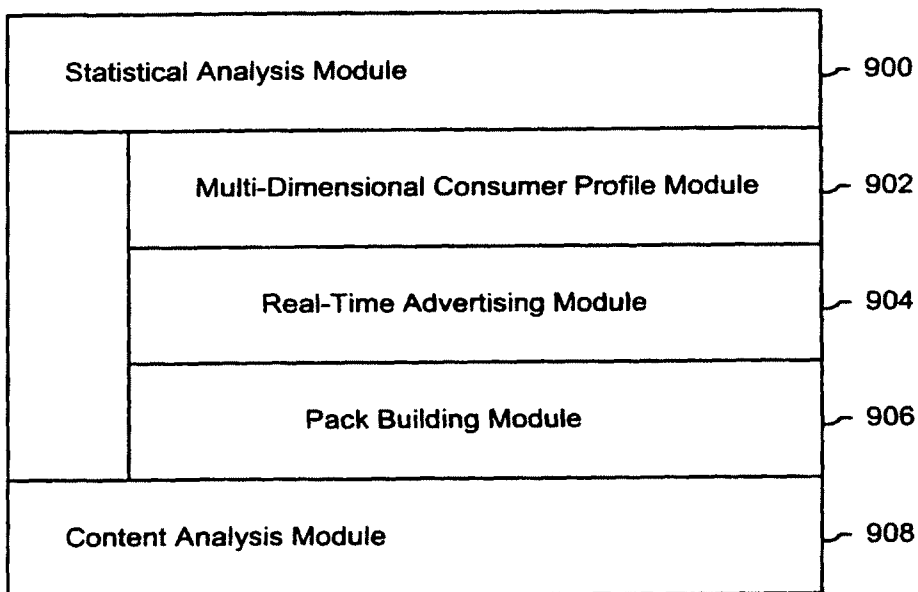 Statistical Analysis Module 900
Multi-Dimensional Consumer Profile Module 902
Real-Time Advertising Module 904
Pack Building Module 906
Content Analysis Module 908